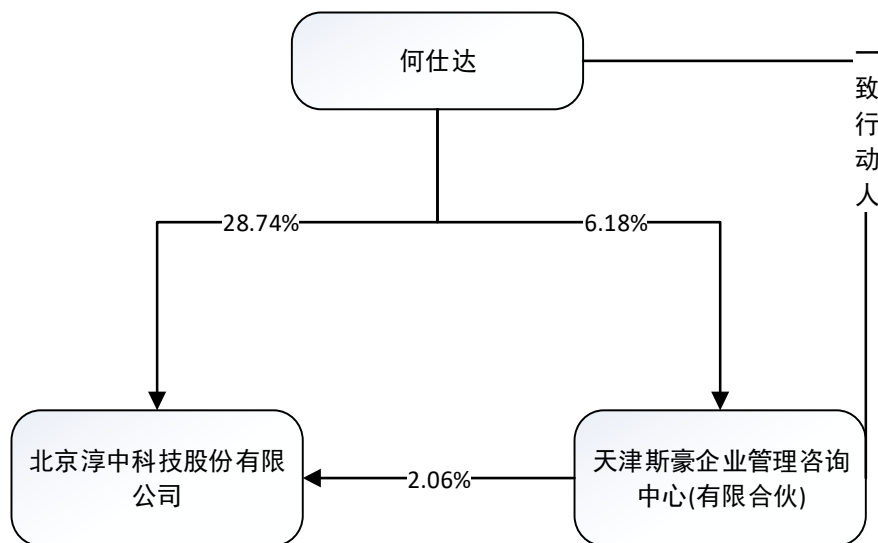 何仕达
一
致
行
动
人
28.74%
6.18%
北京淳中科技股份有限
公司
2.06%
天津斯豪企业管理咨询
中心(有限合伙)